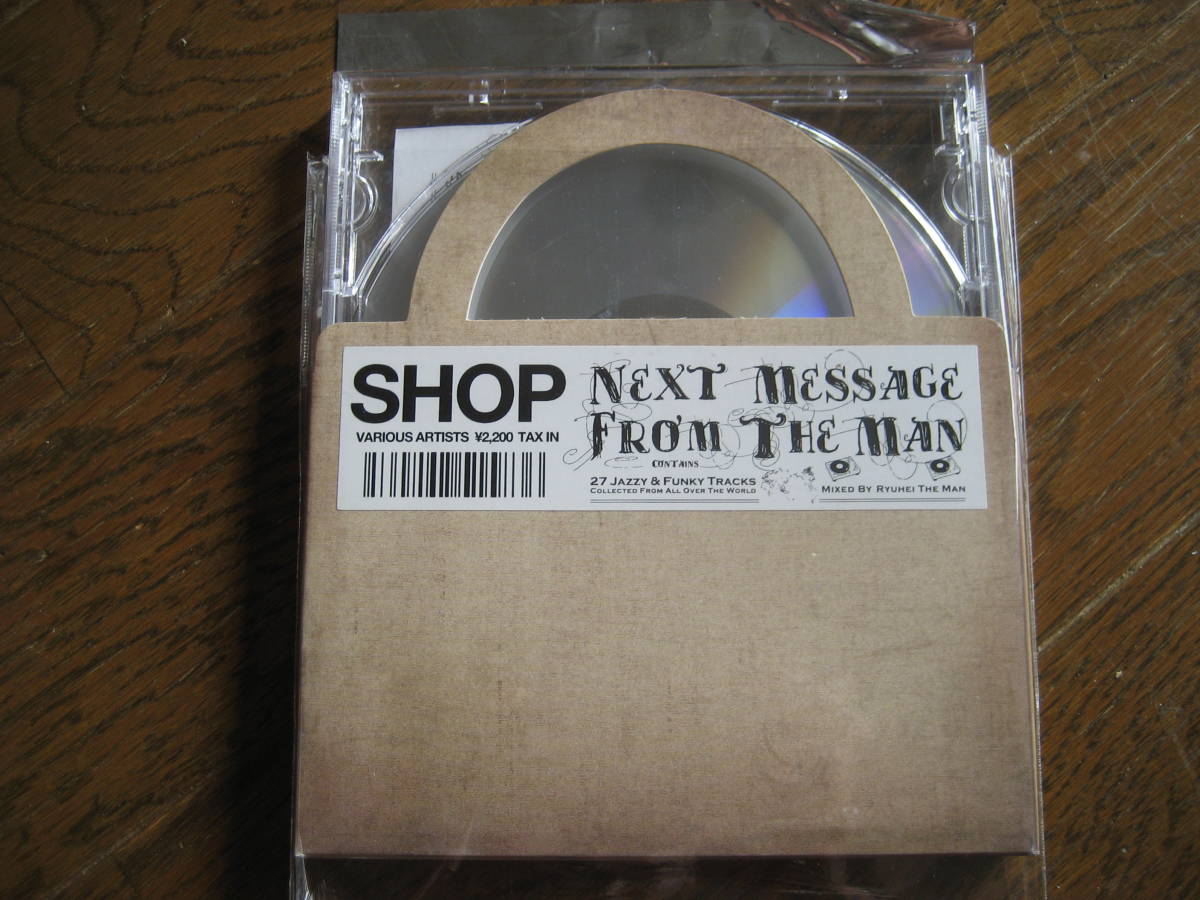 SHOP
VARIOUS ARTISTS ¥2,200 TAX IN
NEXT MESSAGE
FROM THE MAN
CONTAINS
27 JAZZY & FUNKY TRACKS
COLLECTED FROM ALL OVER THE WORLD
MIXED BY RYUHEI THE MAN